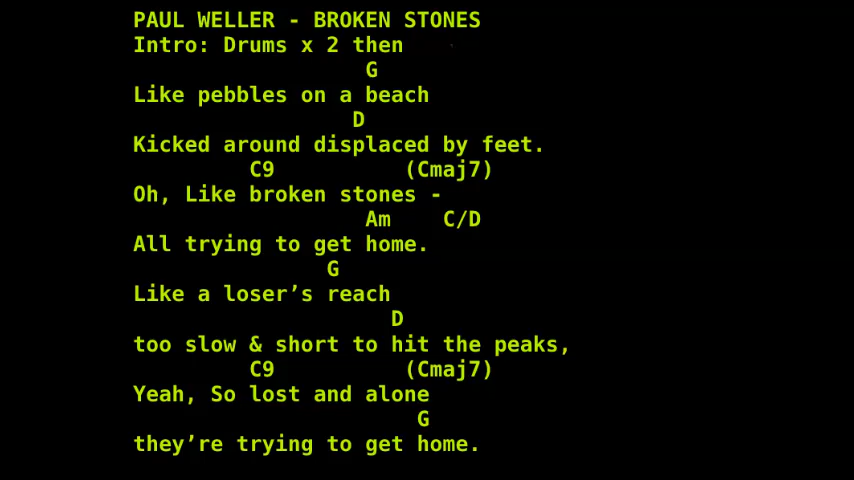 PAUL WELLER - BROKEN STONES
Intro: Drums x 2 then
G
Like pebbles on a beach
D
Kicked around displaced by feet.
C9 (Cmaj7)
Oh, Like broken stones -
Am C/D
All trying to get home.
G
Like a loser’s reach
D
too slow & short to hit the peaks,
C9 (Cmaj7)
Yeah, So lost and alone
G
they’re trying to get home.